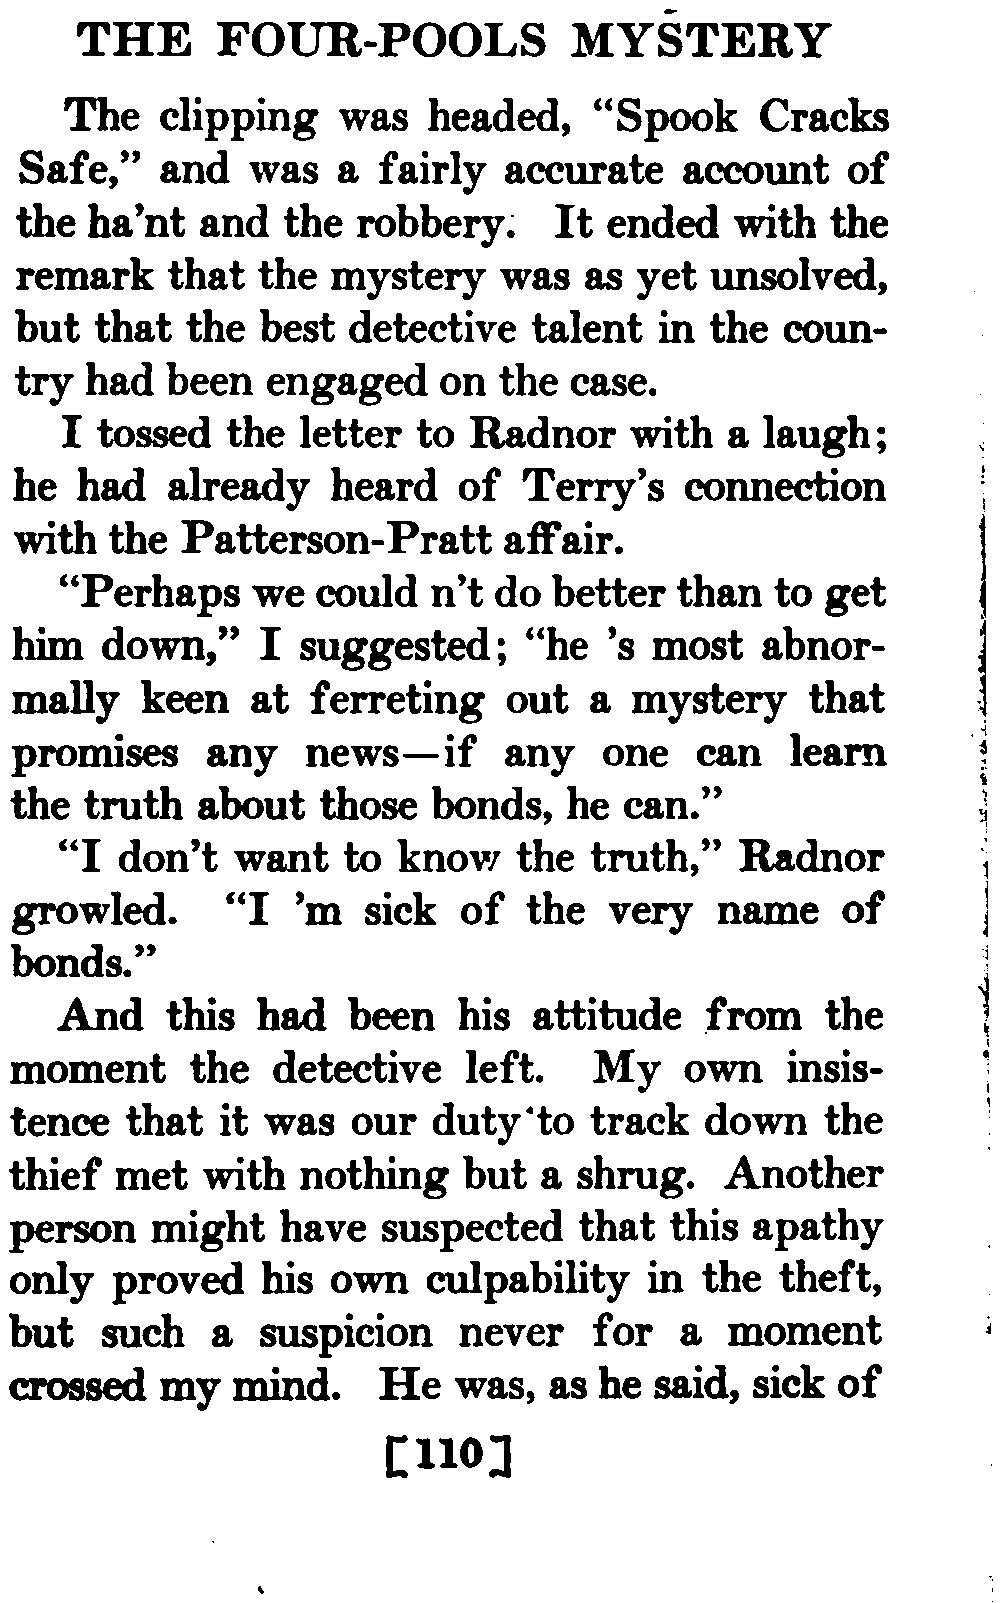 THE FOUR-POOLS MYSTERY
The clipping was headed, “Spook Cracks
Safe,” and was a fairly accurate account of
the ha’nt and the robbery. It ended with the
remark that the mystery was as yet unsolved,
but that the best detective talent in the coun-
try had been engaged on the case.
I tossed the letter to Radnor with a laugh;
he had already heard of Terry’s connection
with the Patterson-Pratt affair.
“Perhaps we could n’t do better than to get
him down,” I suggested; “he ’s most abnor-
mally keen at ferreting out a mystery that
promises any news—if any one can learn
the truth about those bonds, he can.”
“I don’t want to know the truth,” Radnor
growled. “I ’m sick of the very name of
bonds.”
And this had been his attitude from the
moment the detective left. My own insis-
tence that it was our duty to track down the
thief met with nothing but a shrug. Another
person might have suspected that this apathy
only proved his own culpability in the theft,
but such a suspicion never for a moment
crossed my mind. He was, as he said, sick of
[110]